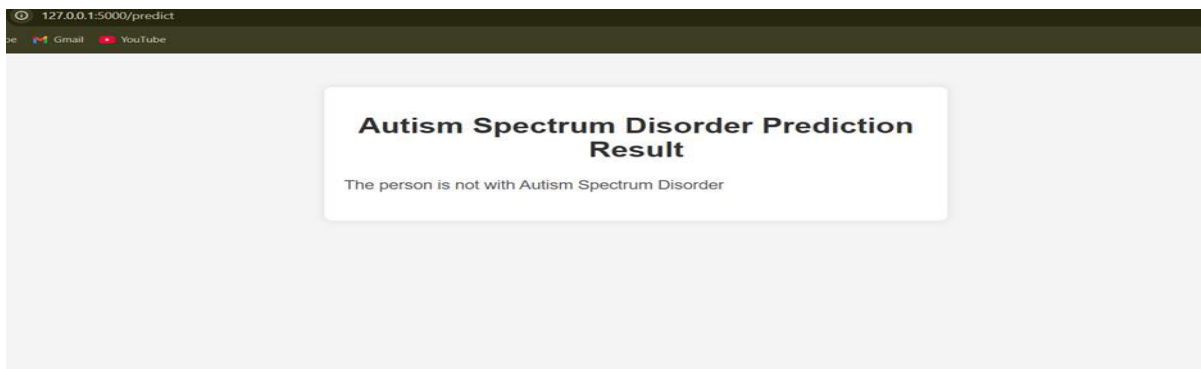 127.0.0.1:5000/predict
be Gmail YouTube
Autism Spectrum Disorder Prediction
Result
The person is not with Autism Spectrum Disorder